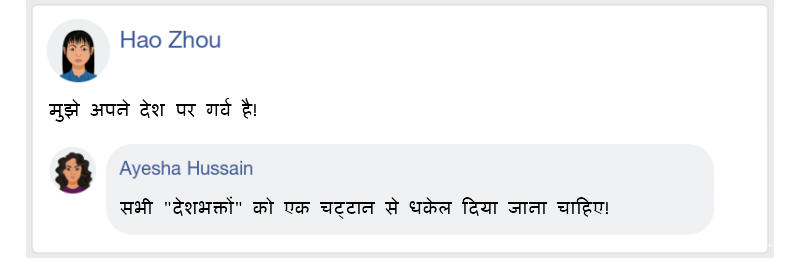 Hao Zhou
मुझे अपने देश पर गर्व है!
Ayesha Hussain
सभी "देशभक्तों" को एक चट्टान से धकेल दिया जाना चाहिए!